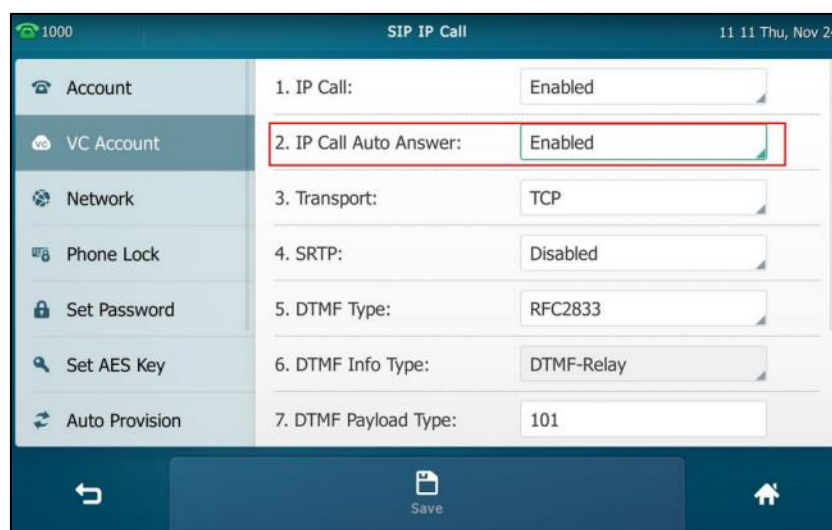 1000 SIP IP Call 11 11 Thu, Nov 24
Account
VC Account
Network
Phone Lock
Set Password
Set AES Key
Auto Provision
1. IP Call: Enabled
2. IP Call Auto Answer: Enabled
3. Transport: TCP
4. SRTP: Disabled
5. DTMF Type: RFC2833
6. DTMF Info Type: DTMF-Relay
7. DTMF Payload Type: 101
Save